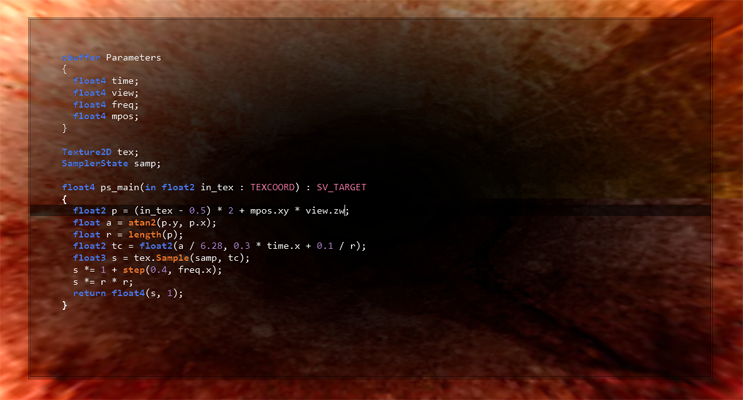 cbuffer Parameters
{
  float4 time;
  float4 view;
  float4 freq;
  float4 mpos;
}
Texture2D tex;
SamplerState samp;
float4 ps_main(in float2 in_tex : TEXCOORD) : SV_TARGET
{
  float2 p = (in_tex - 0.5) * 2 + mpos.xy * view.zw;
  float a = atan2(p.y, p.x);
  float r = length(p);
  float2 tc = float2(a / 6.28, 0.3 * time.x + 0.1 / r);
  float3 s = tex.Sample(samp, tc);
  s *= 1 + step(0.4, freq.x);
  s *= r * r;
  return float4(s, 1);
}